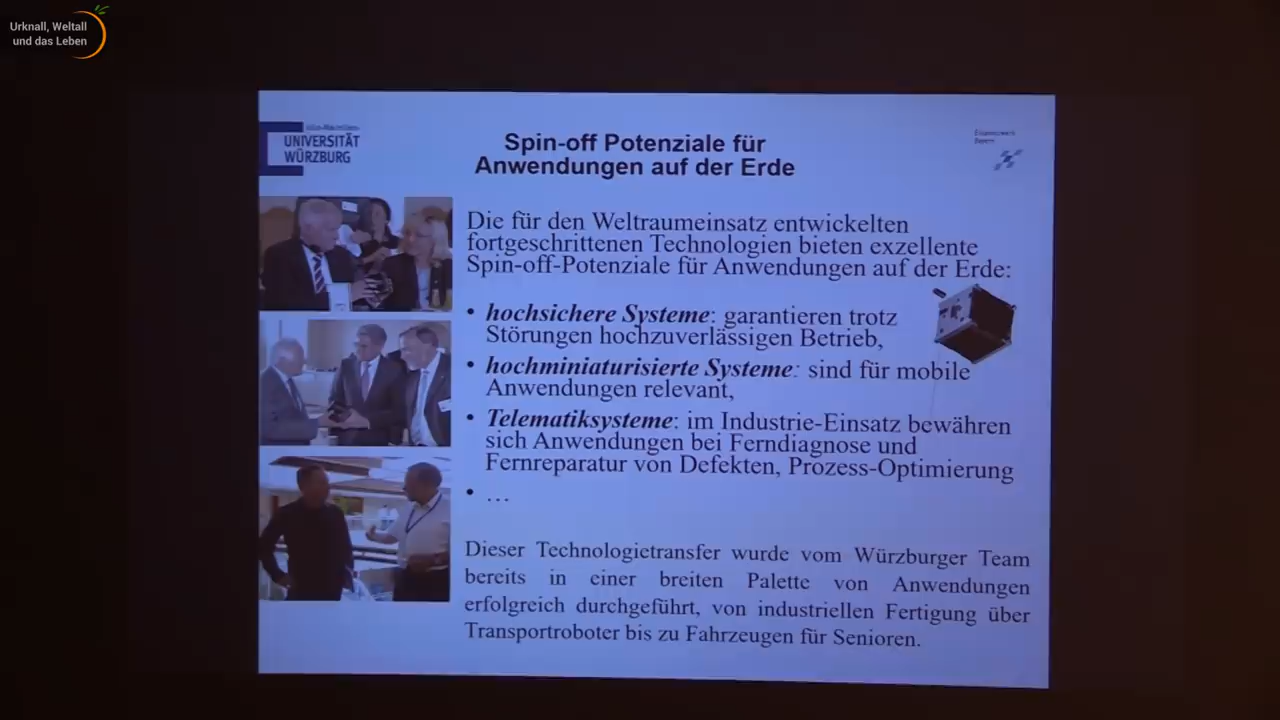 Urknall, Weltall
und das Leben
UNIVERSITÄT
WÜRZBURG
Spin-off Potenziale für
Anwendungen auf der Erde
Die für den Weltraumeinsatz entwickelten
fortgeschrittenen Technologien bieten exzellente
Spin-off-Potenziale für Anwendungen auf der Erde:
• hochsichere Systeme: garantieren trotz
Störungen hochzuverlässigen Betrieb,
• hochminiaturisierte Systeme: sind für mobile
Anwendungen relevant,
• Telematiksysteme: im Industrie-Einsatz bewähren
sich Anwendungen bei Ferndiagnose und
Fernreparatur von Defekten, Prozess-Optimierung
• …
Dieser Technologietransfer wurde vom Würzburger Team
bereits in einer breiten Palette von Anwendungen
erfolgreich durchgeführt, von industriellen Fertigung über
Transportroboter bis zu Fahrzeugen für Senioren.